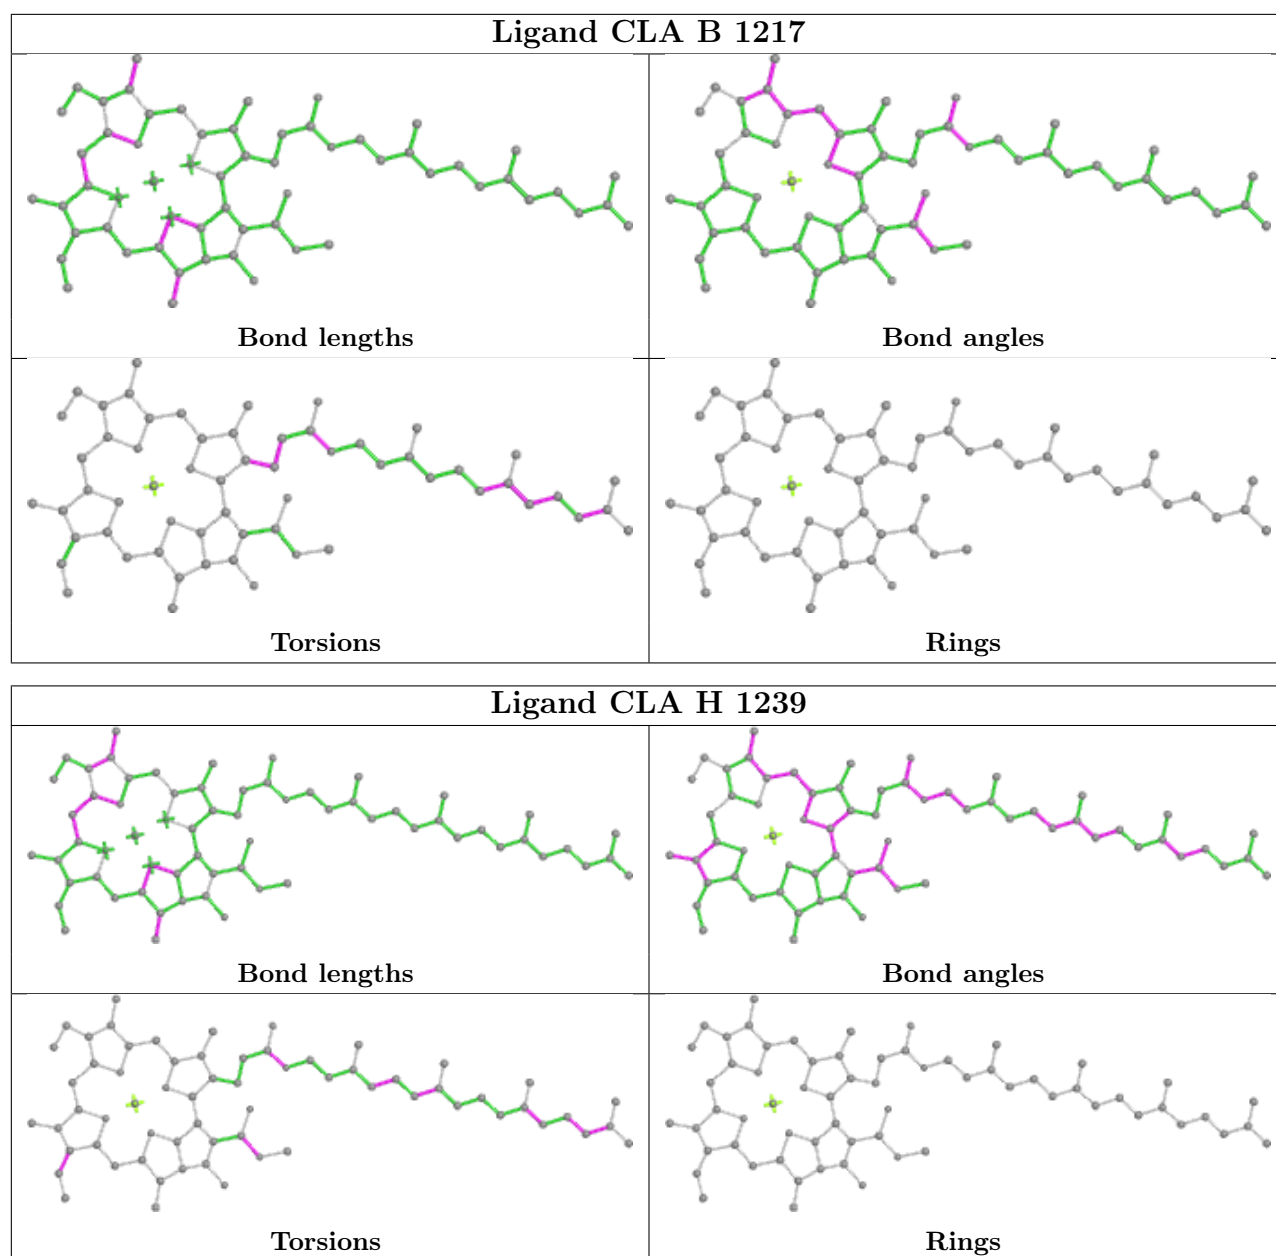 Ligand CLA B 1217
Bond lengths
Bond angles
Torsions
Rings
Ligand CLA H 1239
Bond lengths
Bond angles
Torsions
Rings